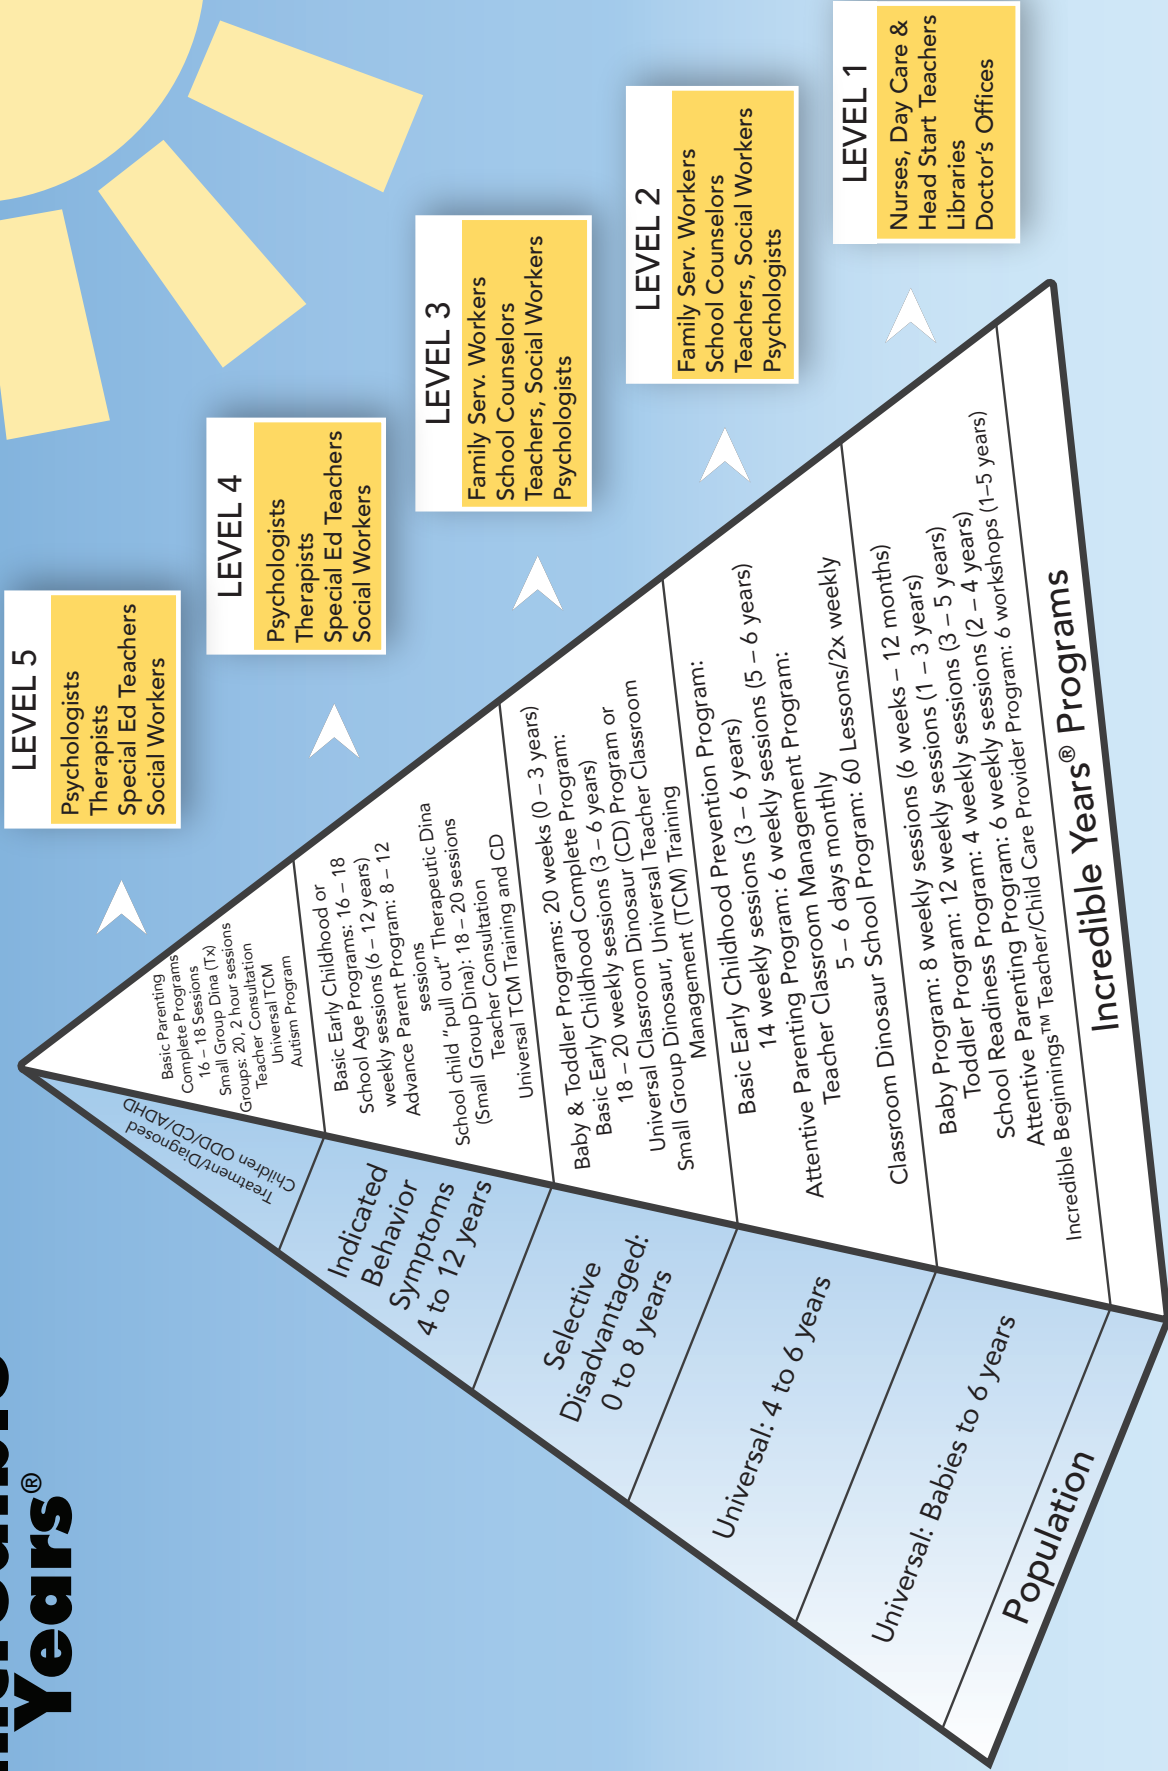 Years®
LEVEL 5
Psychologists
Therapists
Special Ed Teachers
Social Workers
LEVEL 4
Psychologists
Therapists
Special Ed Teachers
Social Workers
LEVEL 3
Family Serv. Workers
School Counselors
Teachers, Social Workers
Psychologists
LEVEL 2
Family Serv. Workers
School Counselors
Teachers, Social Workers
Psychologists
LEVEL 1
Nurses, Day Care &
Head Start Teachers
Libraries
Doctor's Offices
Treatment/Diagnosed
Children ODD/CD/ADHD
Basic Parenting
Complete Programs
16 – 18 Sessions
Small Group Dina (Tx)
Groups: 20, 2 hour sessions
Teacher Consultation
Universal TCM
Autism Program
Indicated
Behavior
Symptoms
4 to 12 years
Basic Early Childhood or
School Age Programs: 16 – 18
weekly sessions (6 – 12 years)
Advance Parent Program: 8 – 12
sessions
School child “pull out” Therapeutic Dina
(Small Group Dina): 18 – 20 sessions
Teacher Consultation
Universal TCM Training and CD
Selective
Disadvantaged:
0 to 8 years
Baby & Toddler Programs: 20 weeks (0 – 3 years)
Basic Early Childhood Complete Program:
18 – 20 weekly sessions (3 – 6 years)
Universal Classroom Dinosaur (CD) Program or
Small Group Dinosaur, Universal Teacher Classroom
Management (TCM) Training
Universal: 4 to 6 years
Basic Early Childhood Prevention Program:
14 weekly sessions (3 – 6 years)
Attentive Parenting Program: 6 weekly sessions (5 – 6 years)
Teacher Classroom Management Program:
5 – 6 days monthly
Classroom Dinosaur School Program: 60 Lessons/2x weekly
Universal: Babies to 6 years
Baby Program: 8 weekly sessions (6 weeks – 12 months)
Toddler Program: 12 weekly sessions (1 – 3 years)
School Readiness Program: 4 weekly sessions (3 – 5 years)
Attentive Parenting Program: 6 weekly sessions (2 – 4 years)
Incredible Beginnings™ Teacher/Child Care Provider Program: 6 workshops (1–5 years)
Population
Incredible Years® Programs